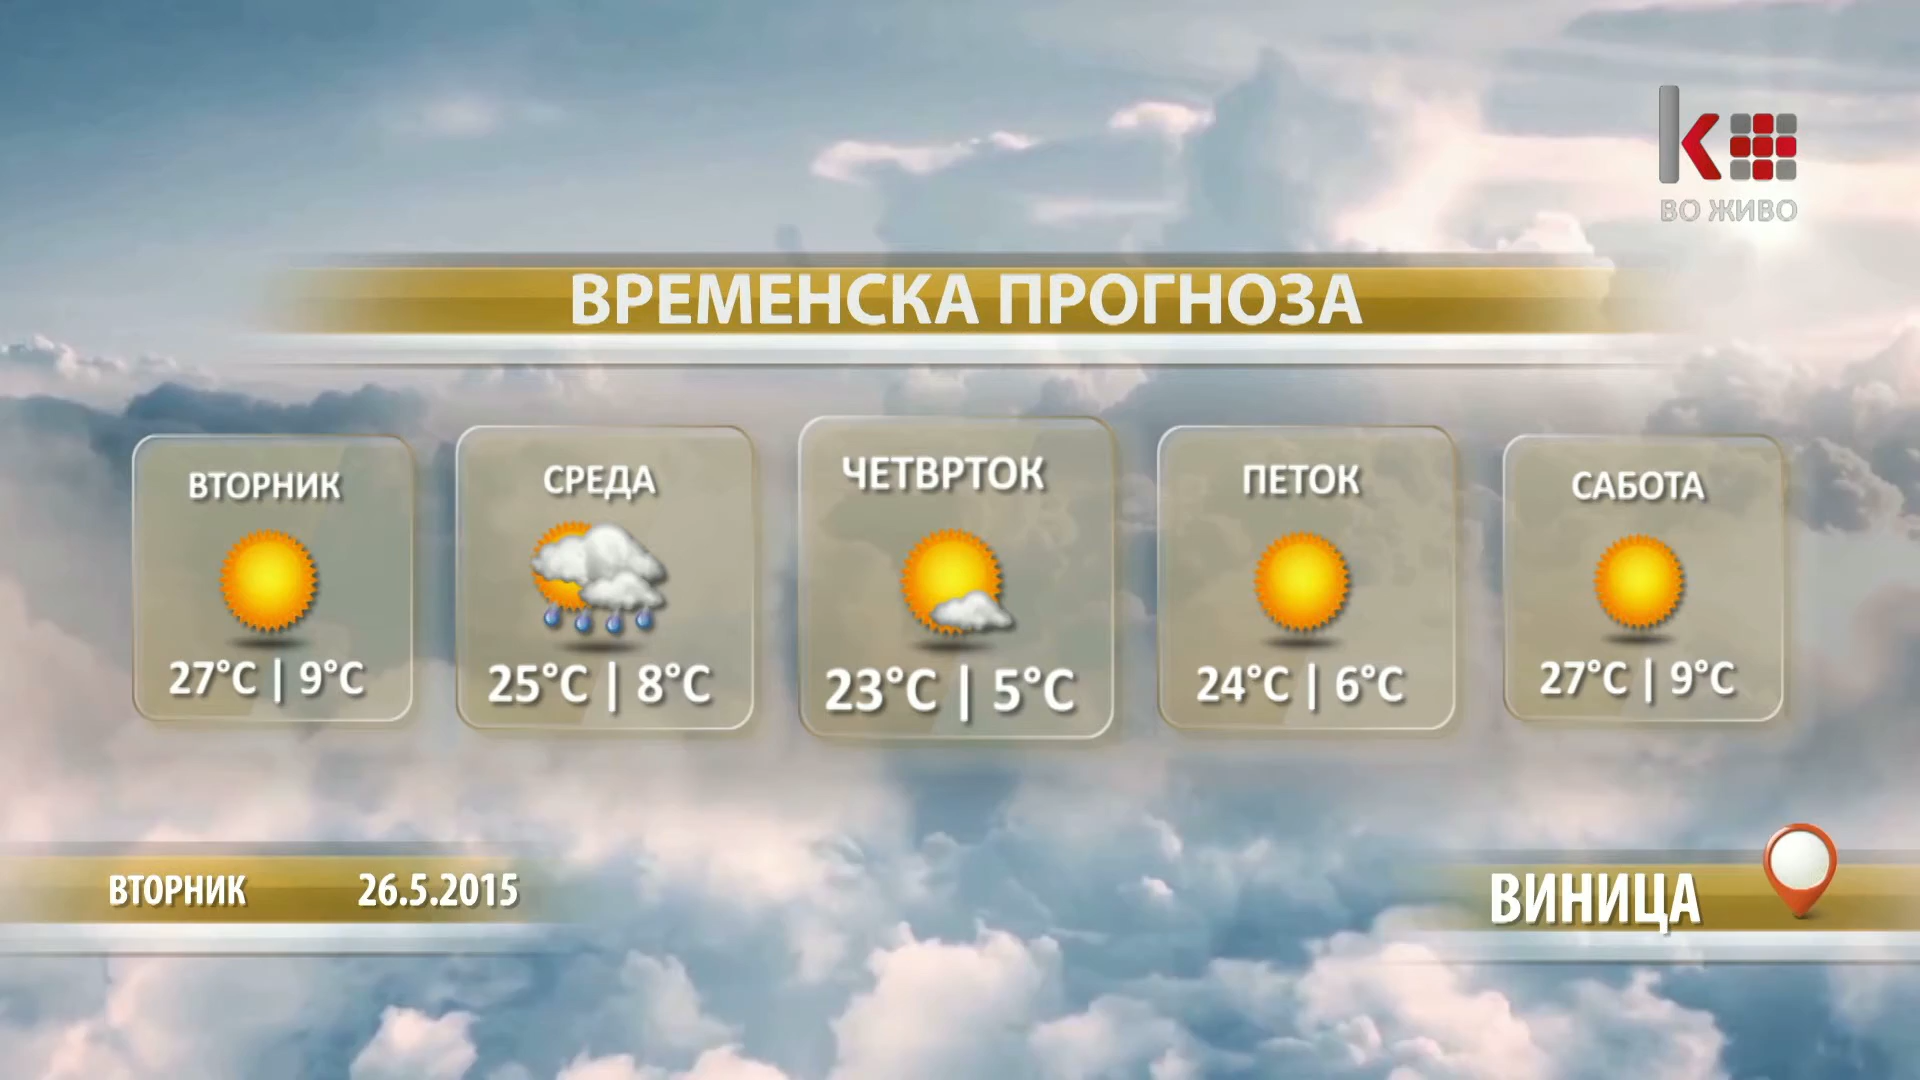 K
ВО ЖИВО
ВРЕМЕНСКА ПРОГНОЗА
ВТОРНИК
27°C | 9°C
СРЕДА
25°C | 8°C
ЧЕТВРТОК
23°C | 5°C
ПЕТОК
24°C | 6°C
САБОТА
27°C | 9°C
ВТОРНИК 26.5.2015
ВИНИЦА